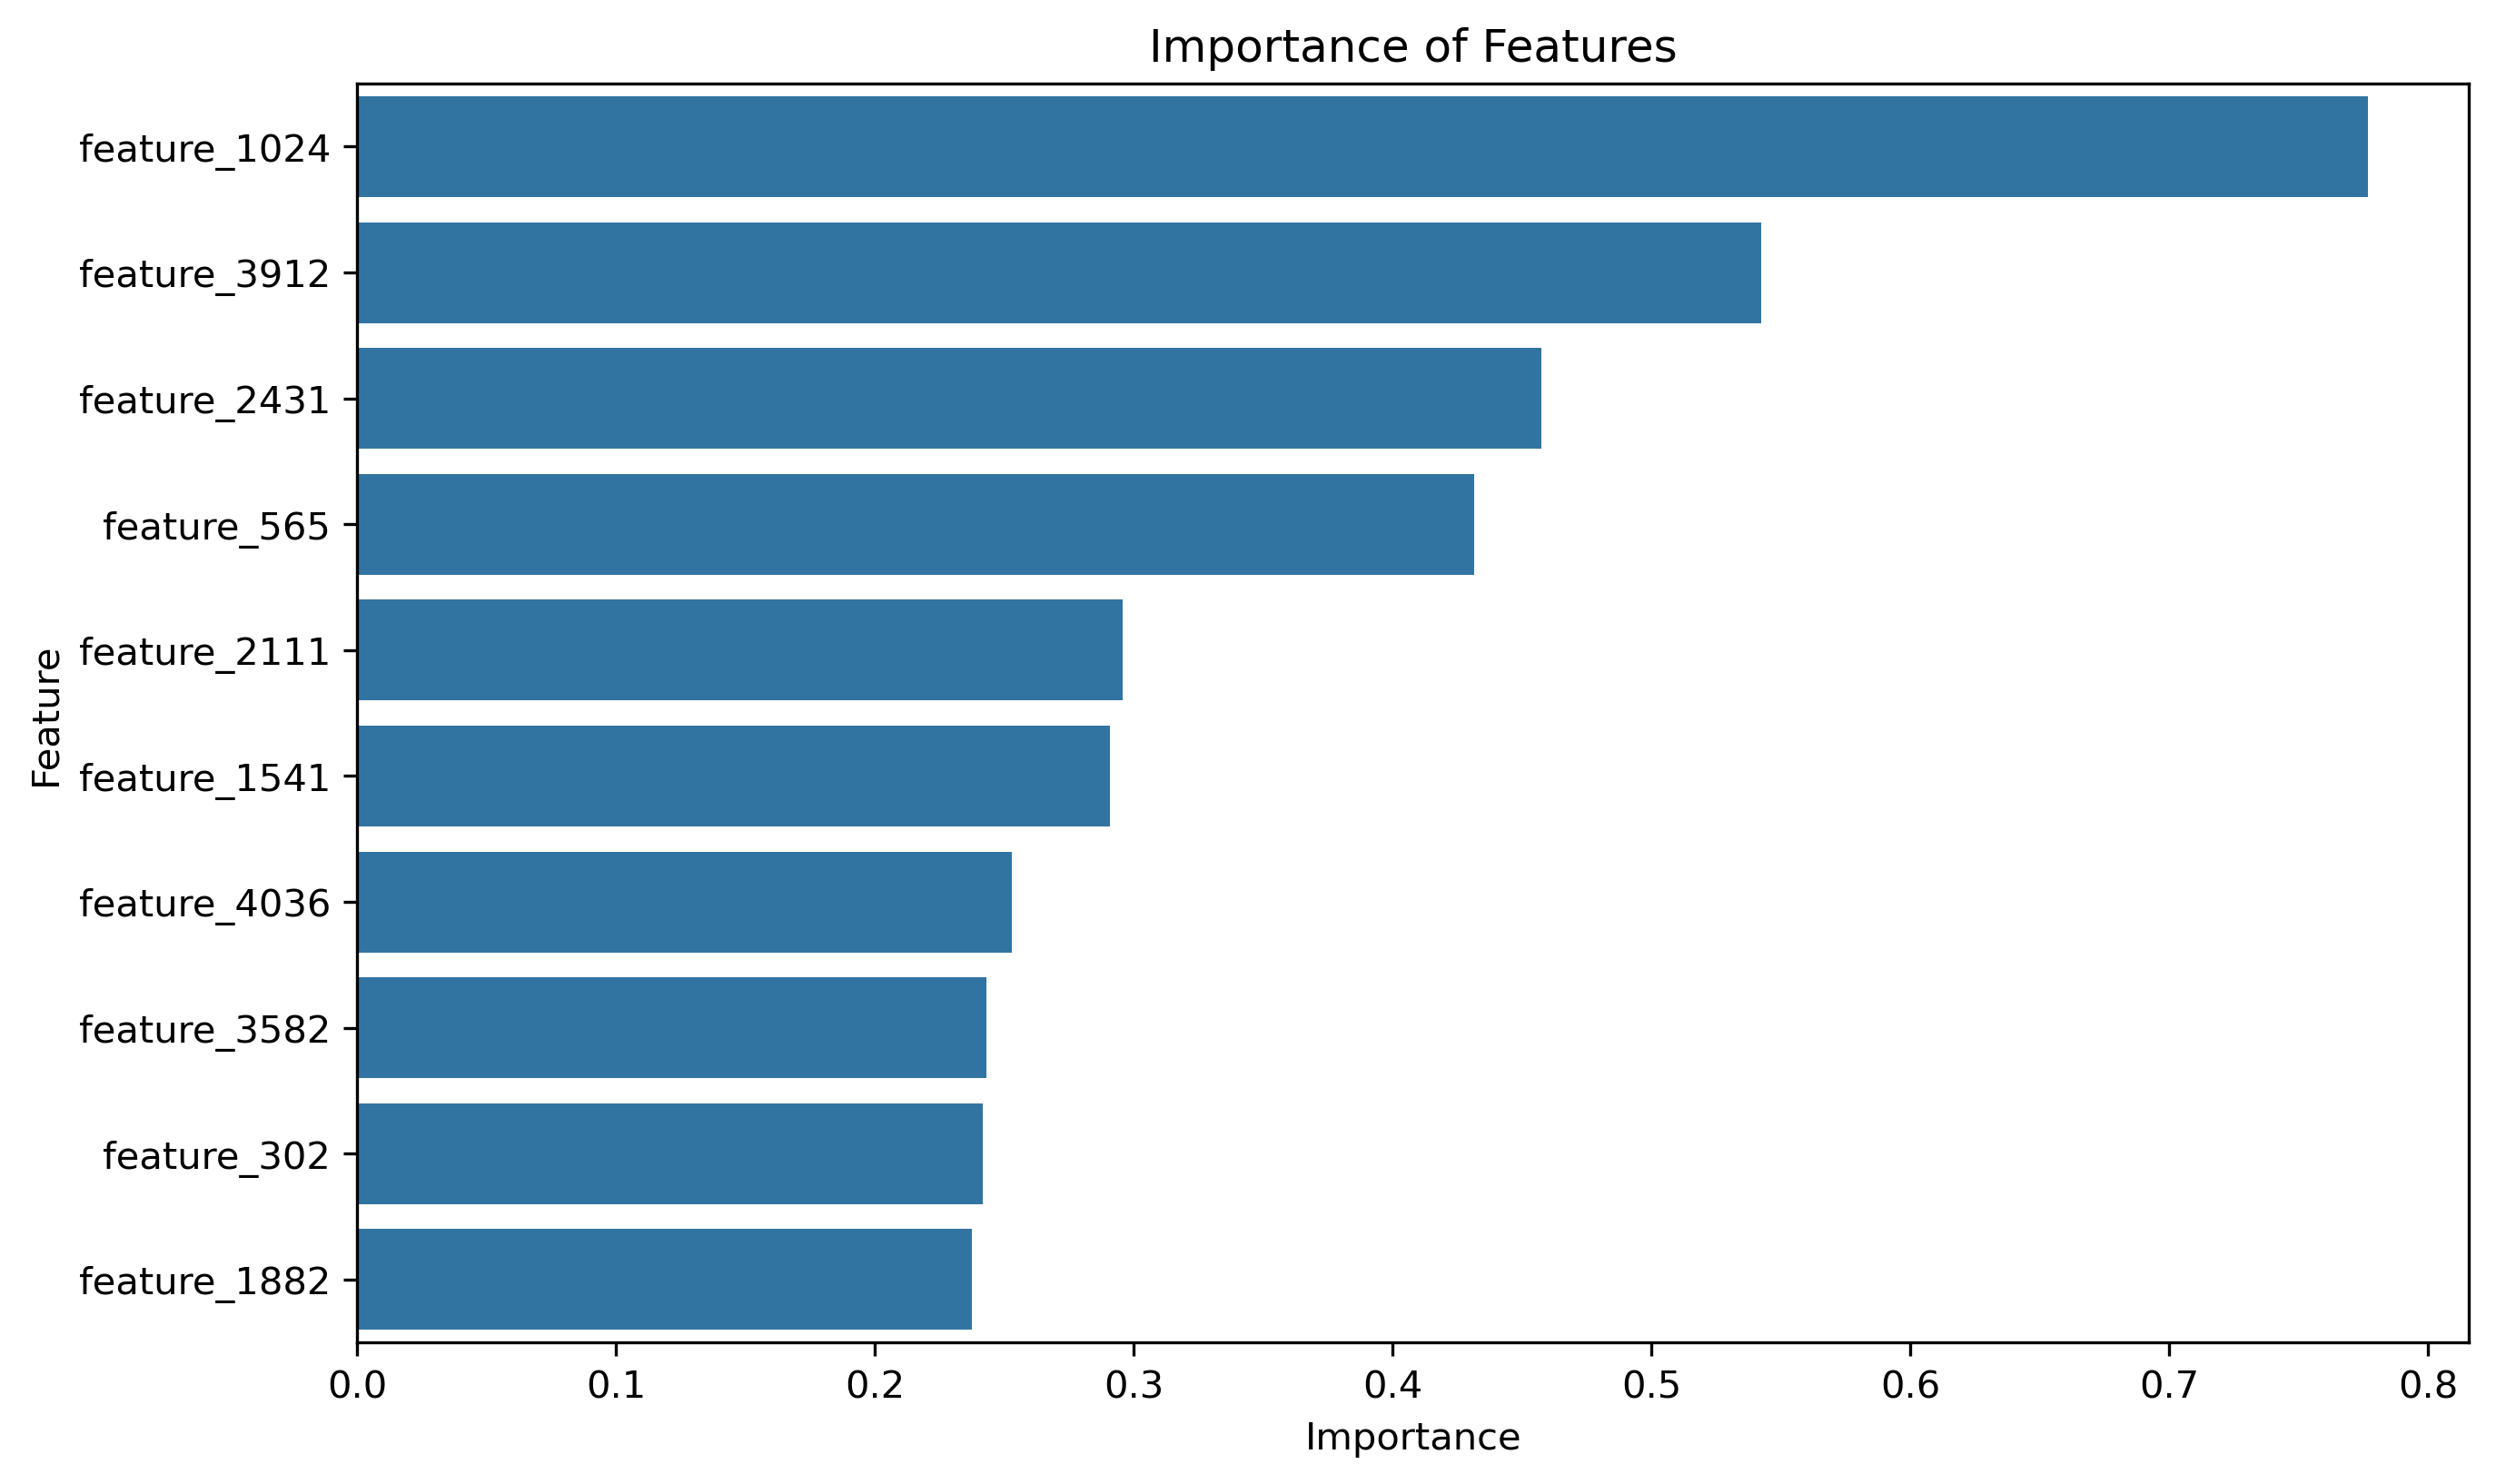 Importance of Features
feature_1024
feature_3912
feature_2431
feature_565
feature_2111
feature_1541
feature_4036
feature_3582
feature_302
feature_1882
Feature
0.0 0.1 0.2 0.3 0.4 0.5 0.6 0.7 0.8
Importance